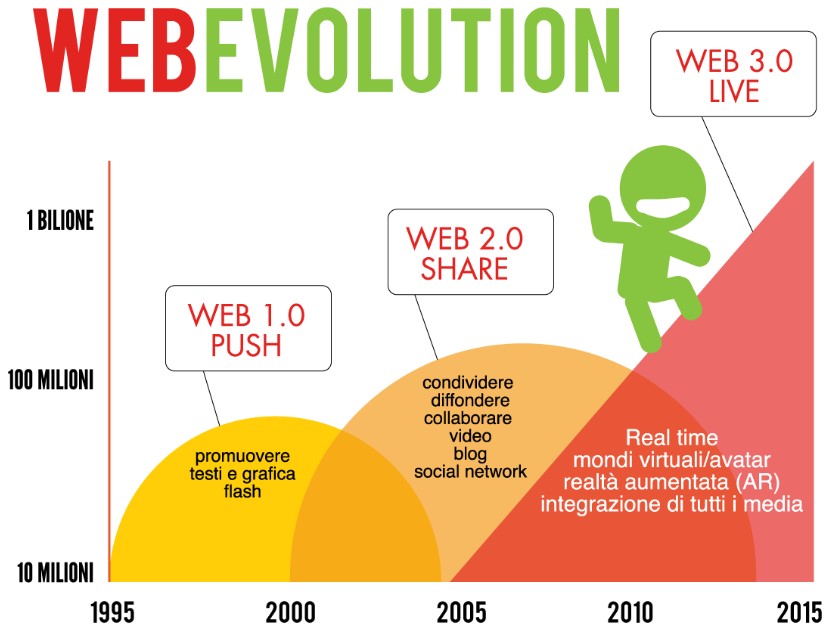 WEBEVOLUTION
WEB 3.0
LIVE
1 BILIONE
WEB 2.0
SHARE
WEB 1.0
PUSH
100 MILIONI
condividere
diffondere
collaborare
video
blog
social network
promuovere
testi e grafica
flash
Real time
mondi virtuali/avatar
realtà aumentata (AR)
integrazione di tutti i media
10 MILIONI
1995
2000
2005
2010
2015